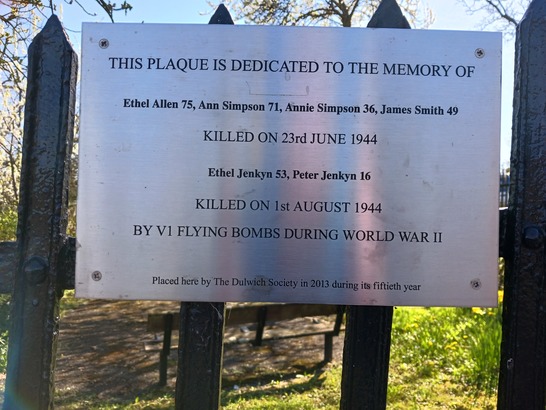 THIS PLAQUE IS DEDICATED TO THE MEMORY OF
Ethel Allen 75, Ann Simpson 71, Annie Simpson 36, James Smith 49
KILLED ON 23rd JUNE 1944
Ethel Jenkyn 53, Peter Jenkyn 16
KILLED ON 1st AUGUST 1944
BY V1 FLYING BOMBS DURING WORLD WAR II
Placed here by The Dulwich Society in 2013 during its fiftieth year